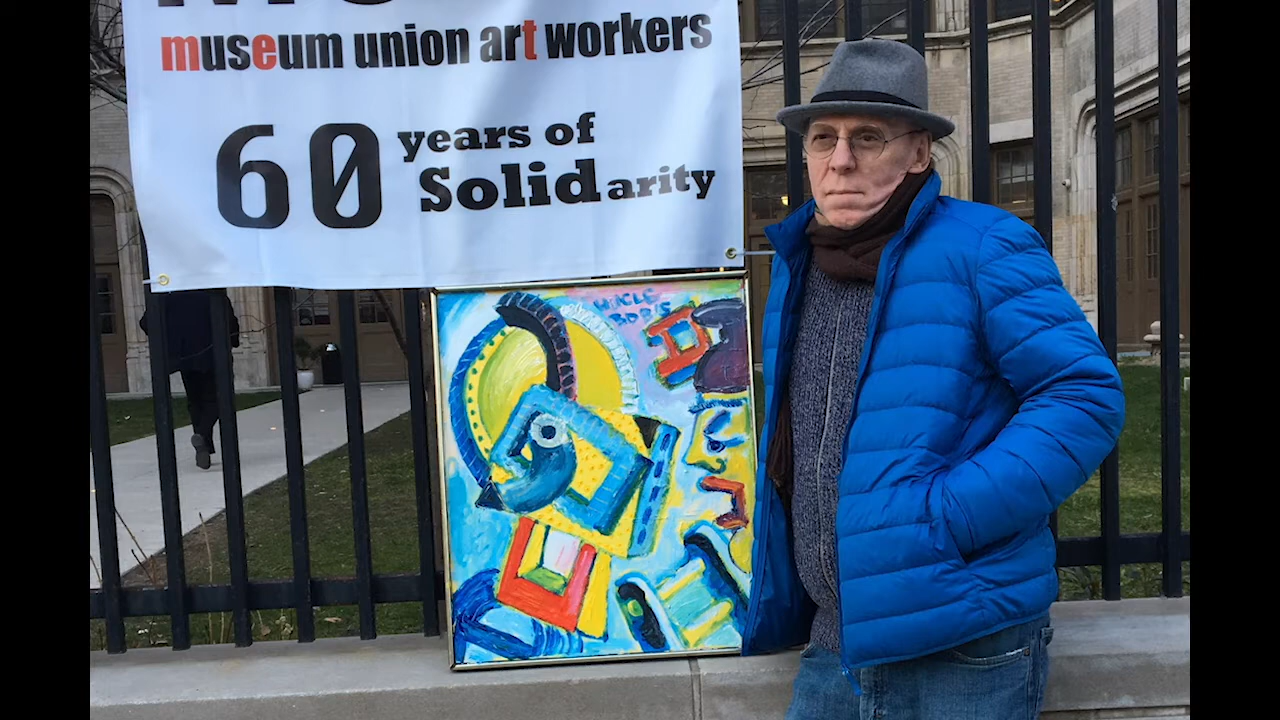 museum union art workers
60 years of
Solidarity
UNCLE
BORIS